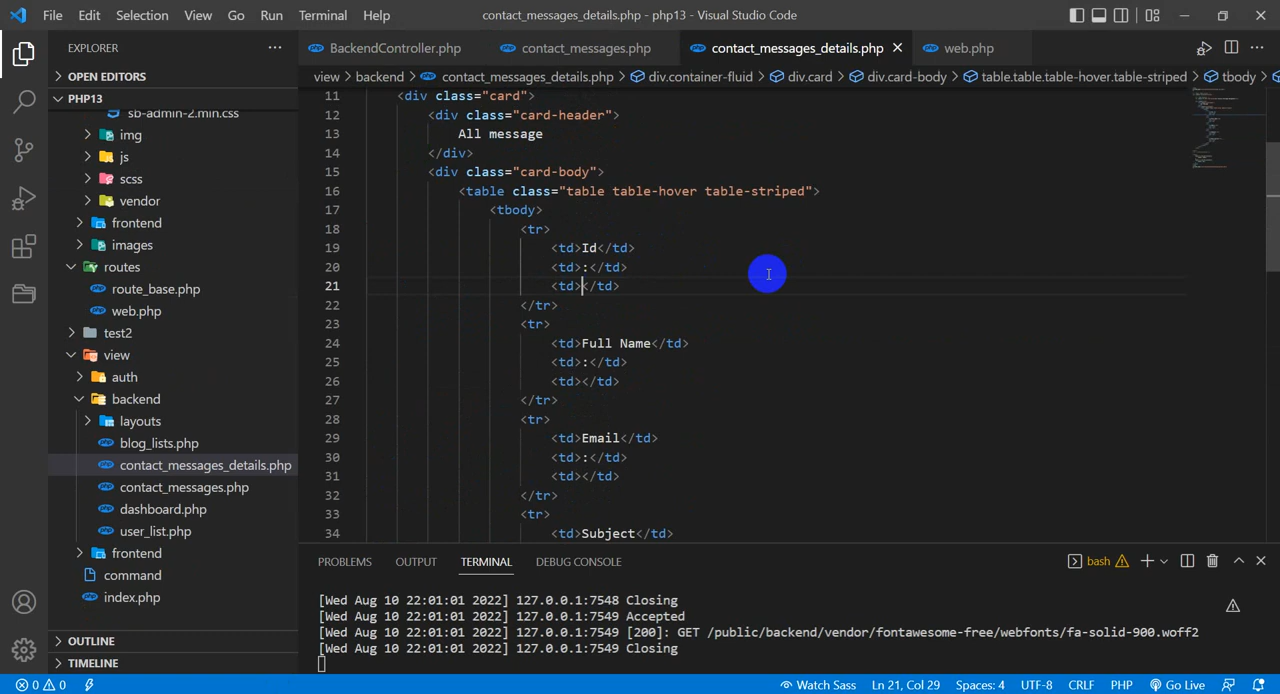 File Edit Selection View Go Run Terminal Help contact_messages_details.php - php13 - Visual Studio Code
EXPLORER
OPEN EDITORS
PHP13
sb-admin-2.min.css
img
js
scss
vendor
frontend
images
routes
route_base.php
web.php
test2
view
auth
backend
layouts
blog_lists.php
contact_messages_details.php
contact_messages.php
dashboard.php
user_list.php
frontend
command
index.php
OUTLINE
TIMELINE
BackendController.php contact_messages.php contact_messages_details.php web.php
view > backend > contact_messages_details.php > div.container-fluid > div.card > div.card-body > table.table.table-hover.table-striped > tbody >
11 <div class="card">
12 <div class="card-header">
13 All message
14 </div>
15 <div class="card-body">
16 <table class="table table-hover table-striped">
17 <tbody>
18 <tr>
19 <td>Id</td>
20 <td>:</td>
21 <td></td>
22 </tr>
23 <tr>
24 <td>Full Name</td>
25 <td>:</td>
26 <td></td>
27 </tr>
28 <tr>
29 <td>Email</td>
30 <td>:</td>
31 <td></td>
32 </tr>
33 <tr>
34 <td>Subject</td>
PROBLEMS OUTPUT TERMINAL DEBUG CONSOLE bash
[Wed Aug 10 22:01:01 2022] 127.0.0.1:7548 Closing
[Wed Aug 10 22:01:01 2022] 127.0.0.1:7549 Accepted
[Wed Aug 10 22:01:01 2022] 127.0.0.1:7549 [200]: GET /public/backend/vendor/fontawesome-free/webfonts/fa-solid-900.woff2
[Wed Aug 10 22:01:01 2022] 127.0.0.1:7549 Closing
0 0 Watch Sass Ln 21, Col 29 Spaces: 4 UTF-8 CRLF PHP Go Live